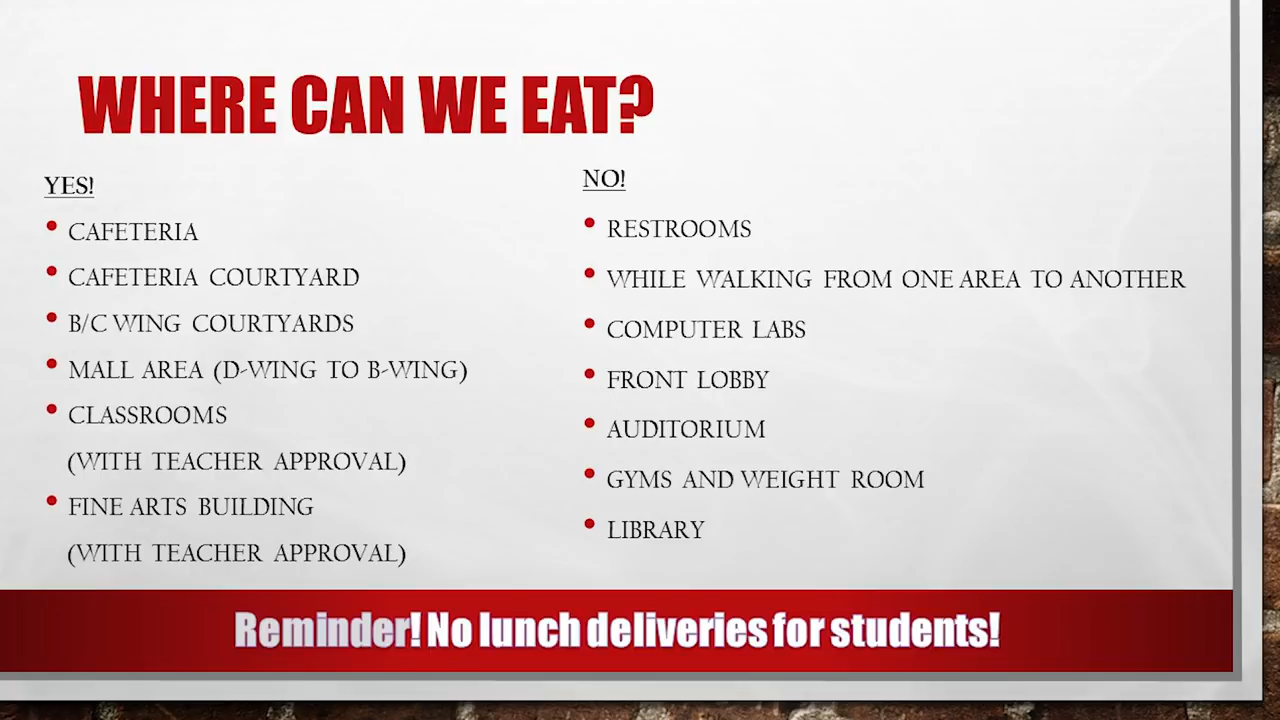 WHERE CAN WE EAT?
YES!
• CAFETERIA
• CAFETERIA COURTYARD
• B/C WING COURTYARDS
• MALL AREA (D-WING TO B-WING)
• CLASSROOMS
(WITH TEACHER APPROVAL)
• FINE ARTS BUILDING
(WITH TEACHER APPROVAL)
NO!
• RESTROOMS
• WHILE WALKING FROM ONE AREA TO ANOTHER
• COMPUTER LABS
• FRONT LOBBY
• AUDITORIUM
• GYMS AND WEIGHT ROOM
• LIBRARY
Reminder! No lunch deliveries for students!